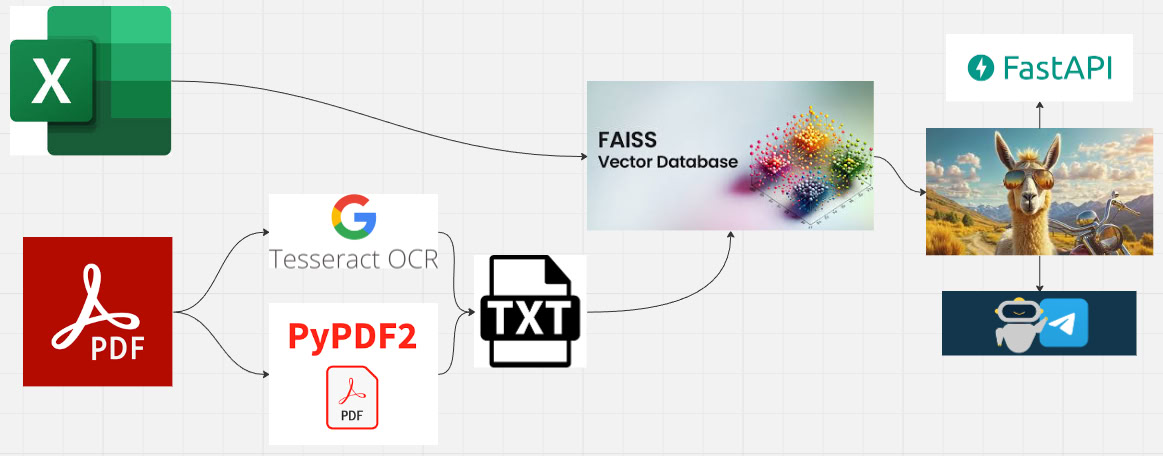 X
FastAPI
FAISS
Vector Database
G
Tesseract OCR
PDF
TXT
PyPDF2
PDF